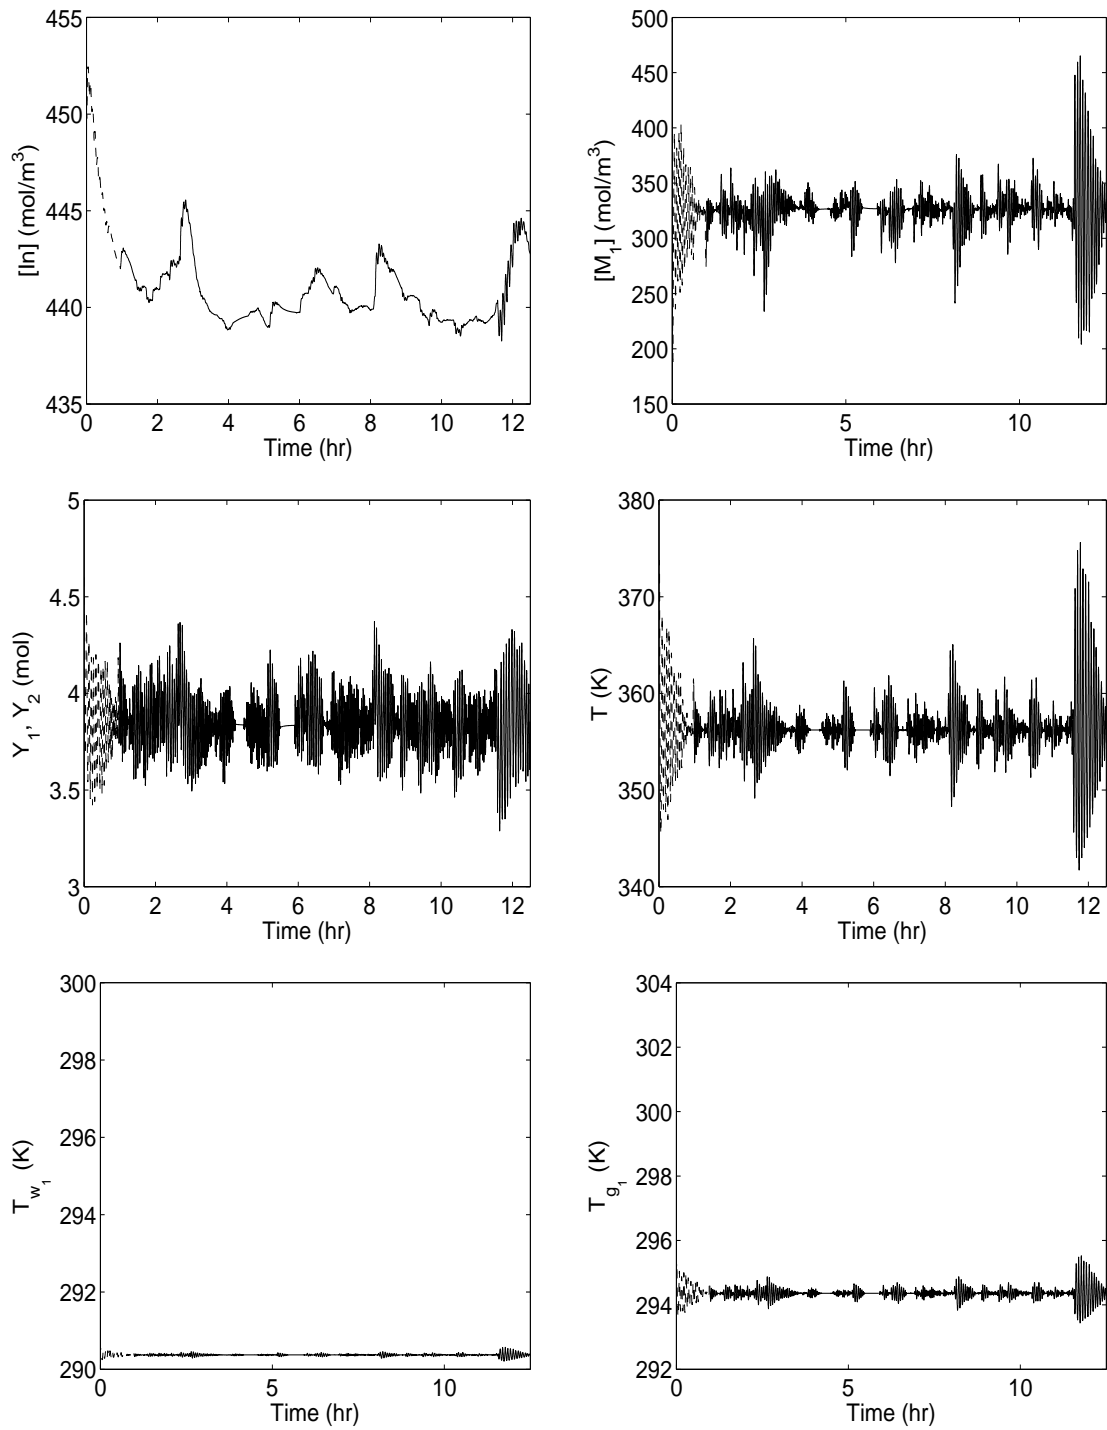 455
450
445
440
435
[In] (mol/m³)
0 2 4 6 8 10 12
Time (hr)
500
450
400
350
300
250
200
150
[M₁] (mol/m³)
0 5 10
Time (hr)
5
4.5
4
3.5
3
Y₁, Y₂ (mol)
0 2 4 6 8 10 12
Time (hr)
380
370
360
350
340
T (K)
0 2 4 6 8 10 12
Time (hr)
300
298
296
294
292
290
T_w₁ (K)
0 5 10
Time (hr)
304
302
300
298
296
294
292
T_g₁ (K)
0 5 10
Time (hr)